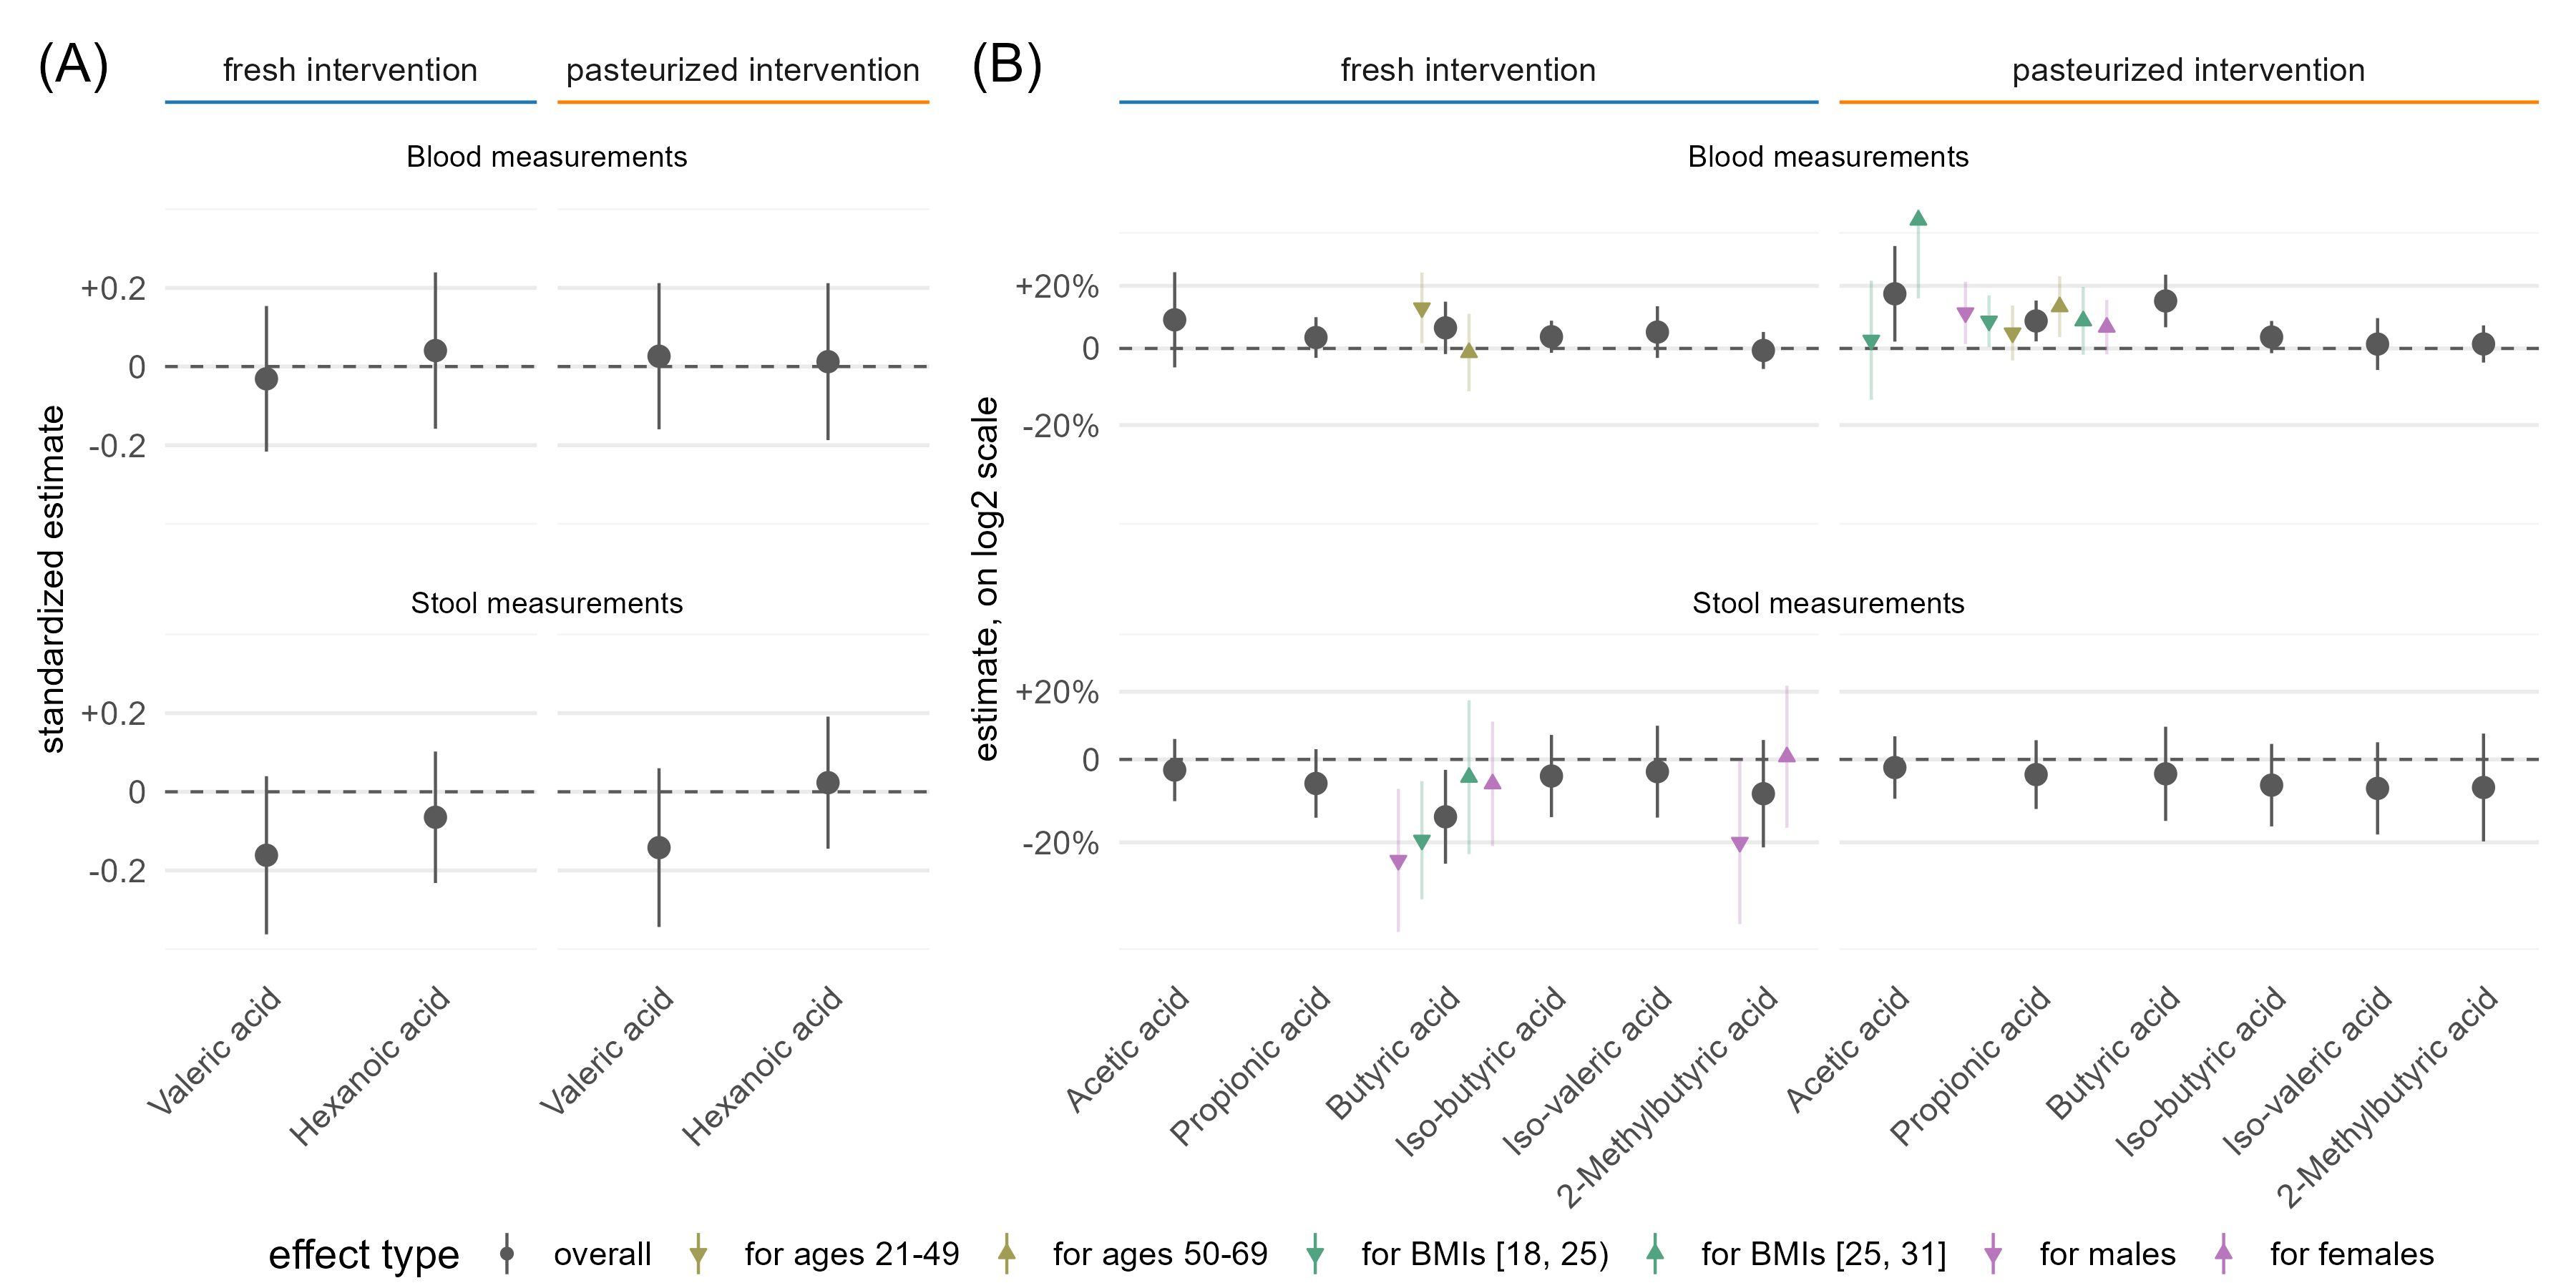 (A)
fresh intervention
pasteurized intervention
(B)
fresh intervention
pasteurized intervention
Blood measurements
Blood measurements
standardized estimate
+0.2
0
-0.2
estimate, on log2 scale
+20%
0
-20%
Stool measurements
Stool measurements
+0.2
0
-0.2
+20%
0
-20%
Valeric acid
Hexanoic acid
Valeric acid
Hexanoic acid
Acetic acid
Propionic acid
Butyric acid
Iso-butyric acid
Iso-valeric acid
2-Methylbutyric acid
Acetic acid
Propionic acid
Butyric acid
Iso-butyric acid
Iso-valeric acid
2-Methylbutyric acid
effect type overall for ages 21-49 for ages 50-69 for BMIs [18, 25) for BMIs [25, 31] for males for females